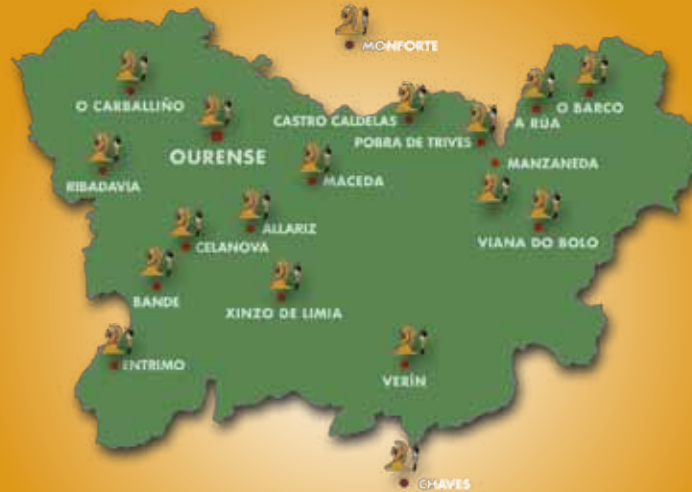 MONFORTE
O CARBALLIÑO
CASTRO CALDELAS
A RÚA
O BARCO
OURENSE
POBRA DE TRIVES
MANZANEDA
RIBADAVIA
MACEDA
ALLARIZ
VIANA DO BOLO
CELANOVA
BANDE
XINZO DE LIMIA
ENTRIMO
VERÍN
CHAVES